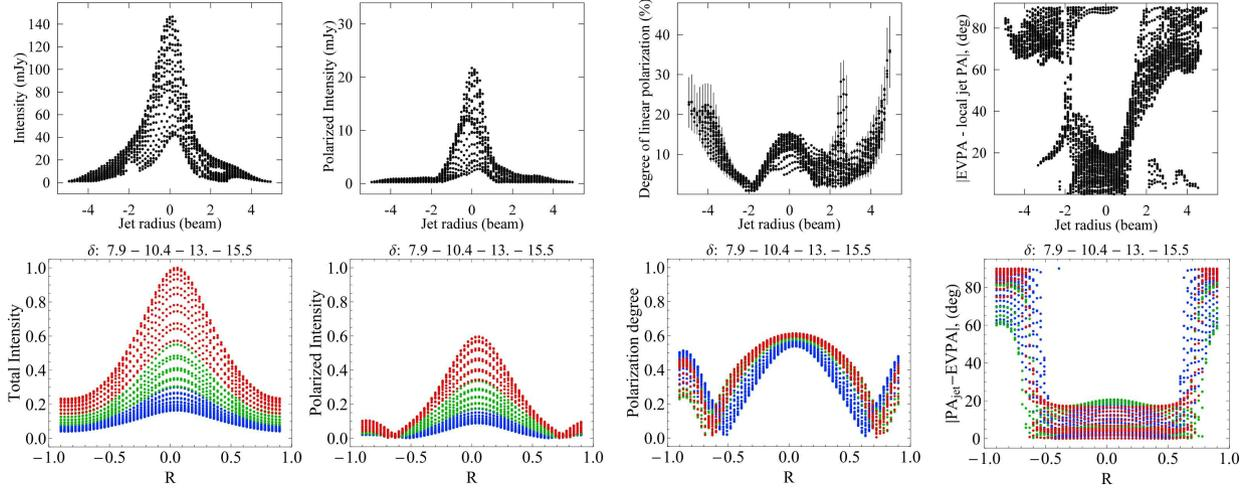 Intensity (mJy)
140
120
100
80
60
40
20
0
-4 -2 0 2 4
Jet radius (beam)
Polarized Intensity (mJy)
30
20
10
0
-4 -2 0 2 4
Jet radius (beam)
Degree of linear polarization (%)
40
30
20
10
-4 -2 0 2 4
Jet radius (beam)
|EVPA - local jet PA|, (deg)
80
60
40
20
-4 -2 0 2 4
Jet radius (beam)
δ: 7.9 − 10.4 − 13. − 15.5
Total Intensity
1.0
0.8
0.6
0.4
0.2
0.0
−1.0 −0.5 0.0 0.5 1.0
R
δ: 7.9 − 10.4 − 13. − 15.5
Polarized Intensity
1.0
0.8
0.6
0.4
0.2
0.0
−1.0 −0.5 0.0 0.5 1.0
R
δ: 7.9 − 10.4 − 13. − 15.5
Polarization degree
1.0
0.8
0.6
0.4
0.2
0.0
−1.0 −0.5 0.0 0.5 1.0
R
δ: 7.9 − 10.4 − 13. − 15.5
|PAjet−EVPA|, (deg)
80
60
40
20
0
−1.0 −0.5 0.0 0.5 1.0
R